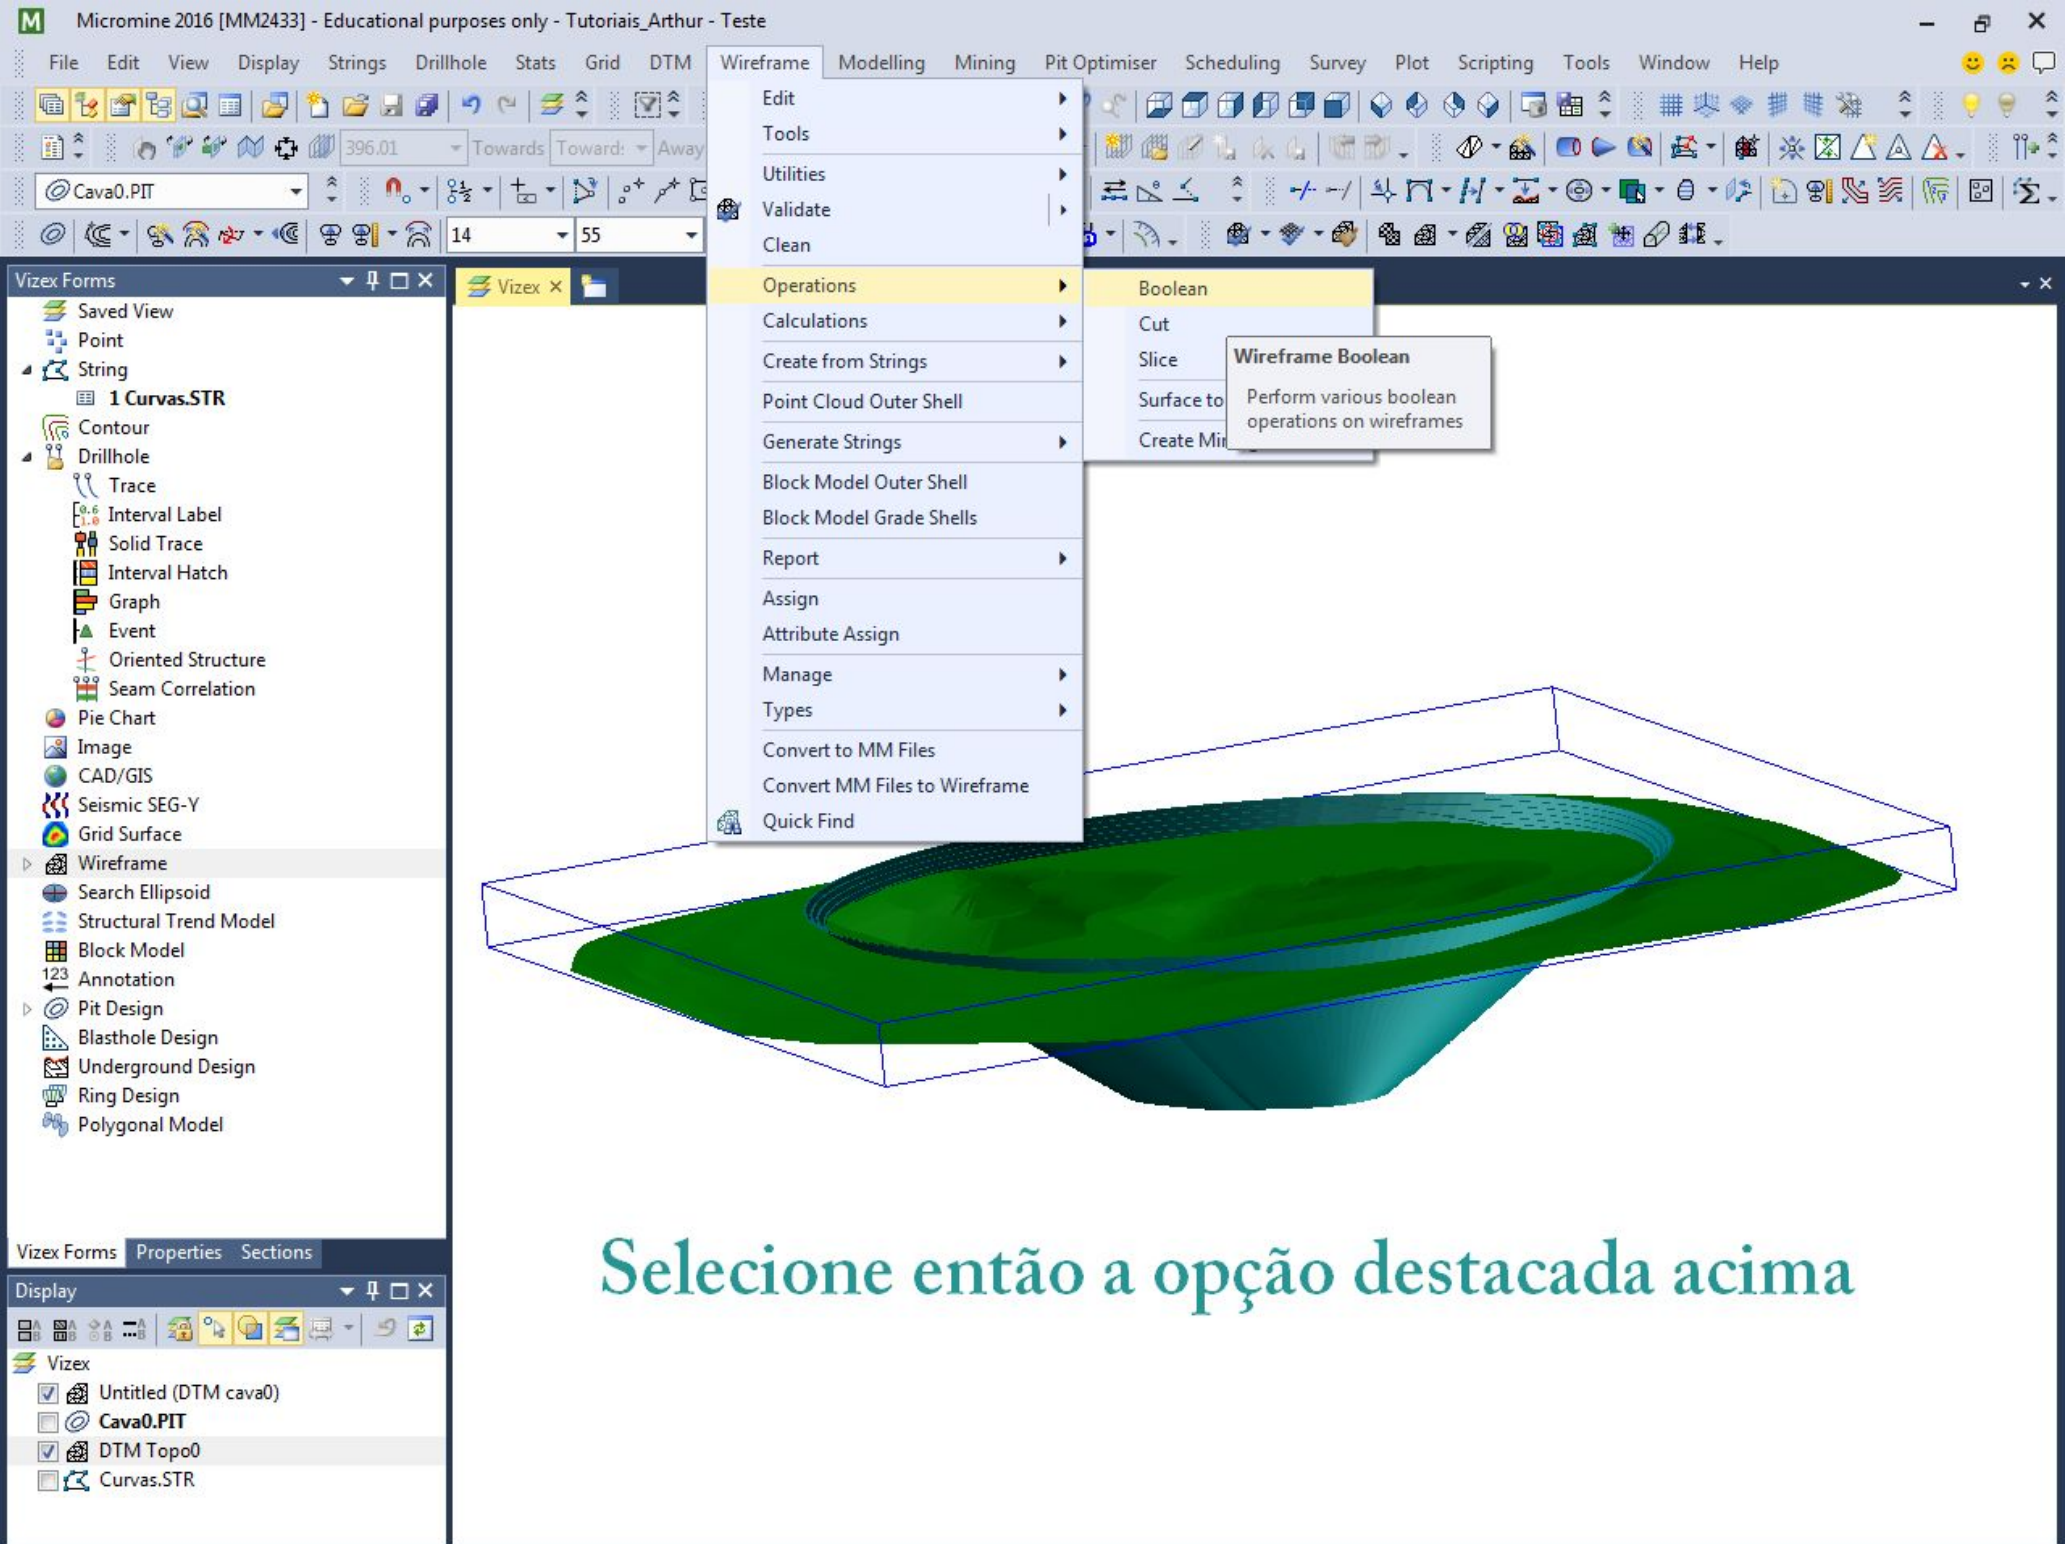 Micromine 2016 [MM2433] - Educational purposes only - Tutoriais_Arthur - Teste
File Edit View Display Strings Drillhole Stats Grid DTM Wireframe Modelling Mining Pit Optimiser Scheduling Survey Plot Scripting Tools Window Help
396.01 Towards Toward: Away
Cava0.PIT
14 55
Edit
Tools
Utilities
Validate
Clean
Operations
Calculations
Create from Strings
Point Cloud Outer Shell
Generate Strings
Block Model Outer Shell
Block Model Grade Shells
Report
Assign
Attribute Assign
Manage
Types
Convert to MM Files
Convert MM Files to Wireframe
Quick Find
Boolean
Cut
Slice
Surface to
Create Mi
Wireframe Boolean
Perform various boolean
operations on wireframes
Vizex Forms
Vizex
Saved View
Point
String
1 Curvas.STR
Contour
Drillhole
Trace
Interval Label
Solid Trace
Interval Hatch
Graph
Event
Oriented Structure
Seam Correlation
Pie Chart
Image
CAD/GIS
Seismic SEG-Y
Grid Surface
Wireframe
Search Ellipsoid
Structural Trend Model
Block Model
Annotation
Pit Design
Blasthole Design
Underground Design
Ring Design
Polygonal Model
Vizex Forms Properties Sections
Display
Vizex
Untitled (DTM cava0)
Cava0.PIT
DTM Topo0
Curvas.STR
Selecione então a opção destacada acima